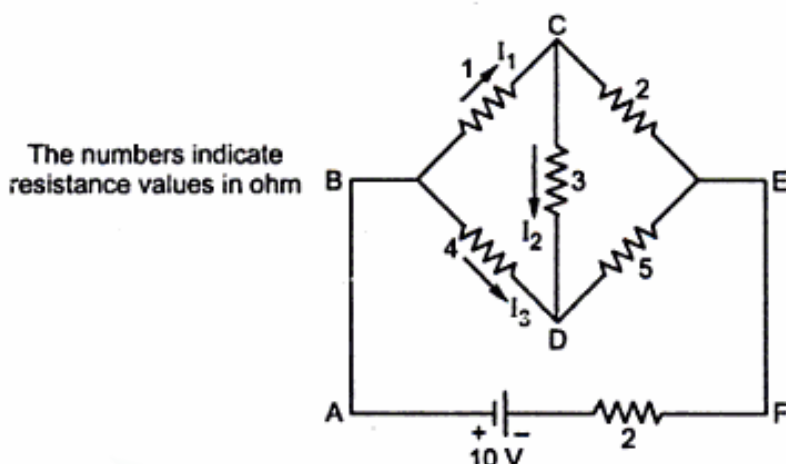 C
1 I1
2
The numbers indicate
resistance values in ohm
B
3
E
I2
4
5
I3
D
A
F
+ −
2
10 V